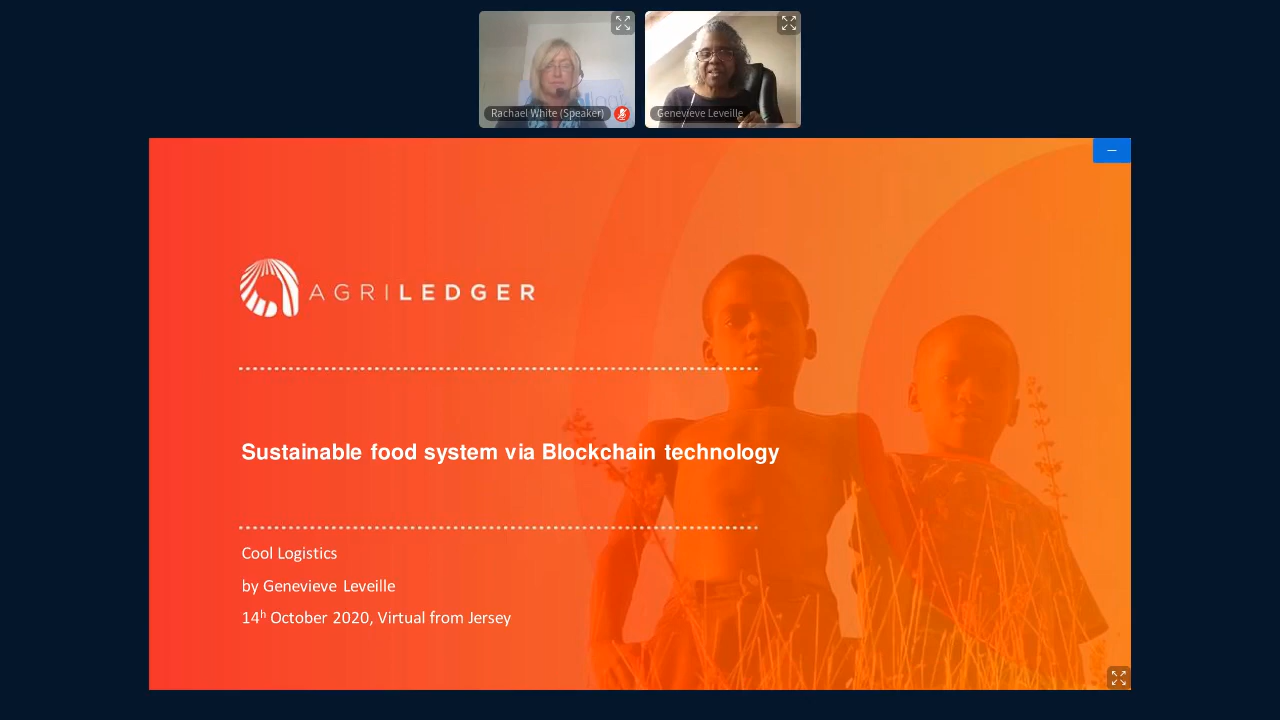 Rachael White (Speaker)
Genevieve Leveille
AGRILEDGER
Sustainable food system via Blockchain technology
Cool Logistics
by Genevieve Leveille
14h October 2020, Virtual from Jersey